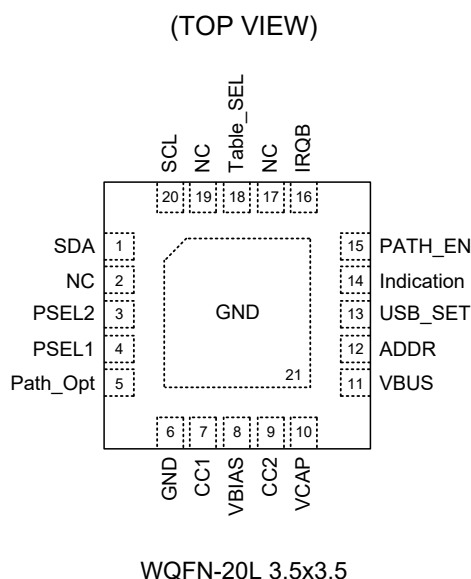 (TOP VIEW)
SCL
NC
Table_SEL
NC
IRQB
20
19
18
17
16
SDA 1
NC 2
PSEL2 3
PSEL1 4
Path_Opt 5
GND
21
15 PATH_EN
14 Indication
13 USB_SET
12 ADDR
11 VBUS
6
7
8
9
10
GND
CC1
VBIAS
CC2
VCAP
WQFN-20L 3.5x3.5